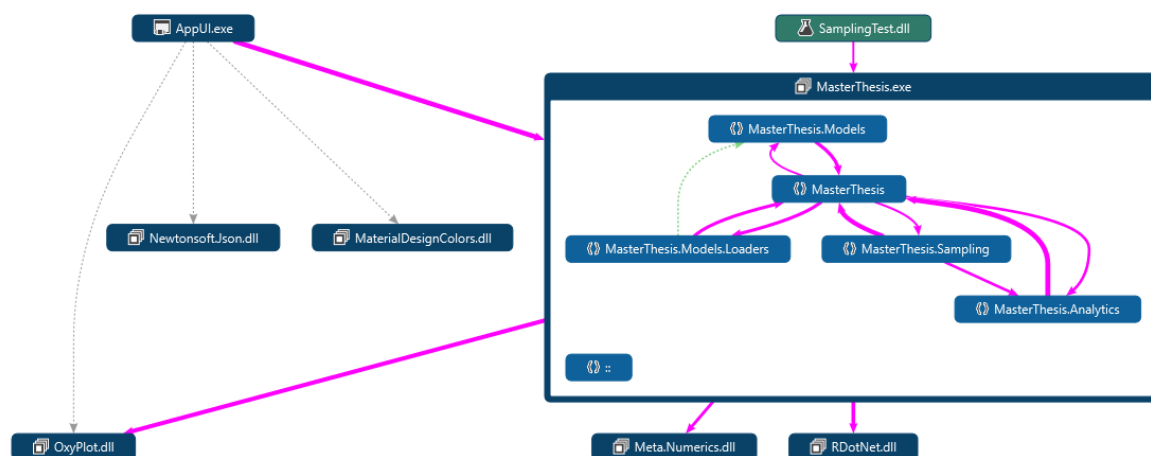 AppUI.exe
SamplingTest.dll
MasterThesis.exe
MasterThesis.Models
MasterThesis
NewtonsoftJson.dll
MaterialDesignColors.dll
MasterThesis.Models.Loaders
MasterThesis.Sampling
MasterThesis.Analytics
::
OxyPlot.dll
Meta.Numerics.dll
RDotNet.dll